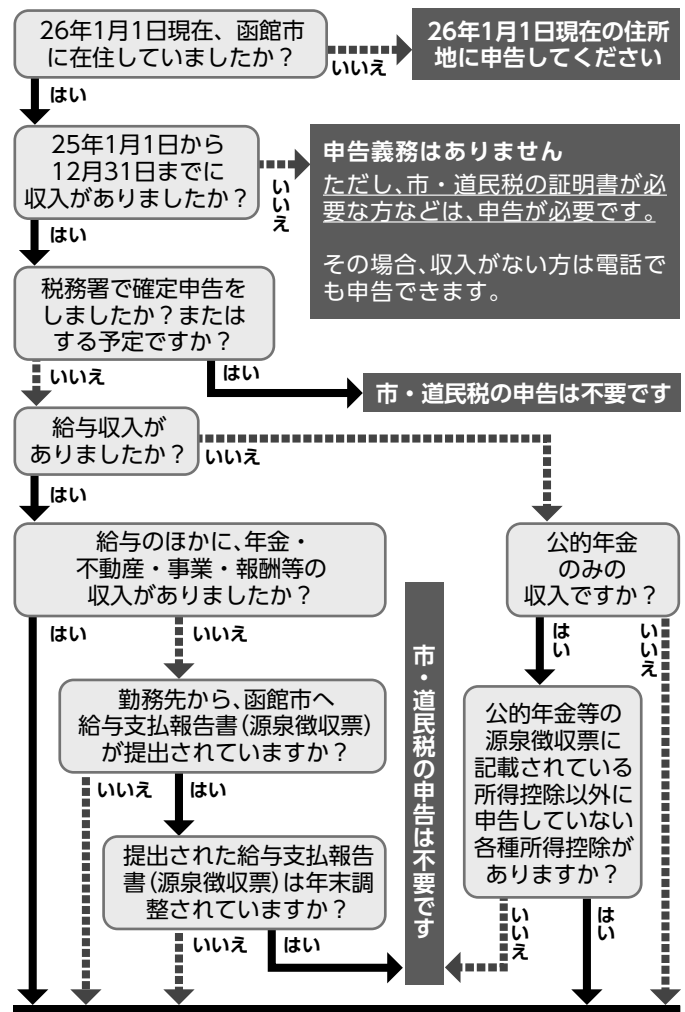 26年1月1日現在、函館市
に在住していましたか？
いいえ
26年1月1日現在の住所
地に申告してください
はい
25年1月1日から
12月31日までに
収入がありましたか？
いいえ
申告義務はありません
ただし、市・道民税の証明書が必
要な方などは、申告が必要です。
その場合、収入がない方は電話で
も申告できます。
はい
税務署で確定申告を
しましたか？または
する予定ですか？
いいえ
はい
市・道民税の申告は不要です
給与収入が
ありましたか？
いいえ
はい
給与のほかに、年金・
不動産・事業・報酬等の
収入がありましたか？
公的年金
のみの
収入ですか？
はい
いいえ
はい
いいえ
市・道民税の申告は不要です
勤務先から、函館市へ
給与支払報告書（源泉徴収票）
が提出されていますか？
公的年金等の
源泉徴収票に
記載されている
所得控除以外に
申告していない
各種所得控除が
ありますか？
いいえ
はい
提出された給与支払報告
書（源泉徴収票）は年末調
整されていますか？
いいえ
はい
いいえ
はい